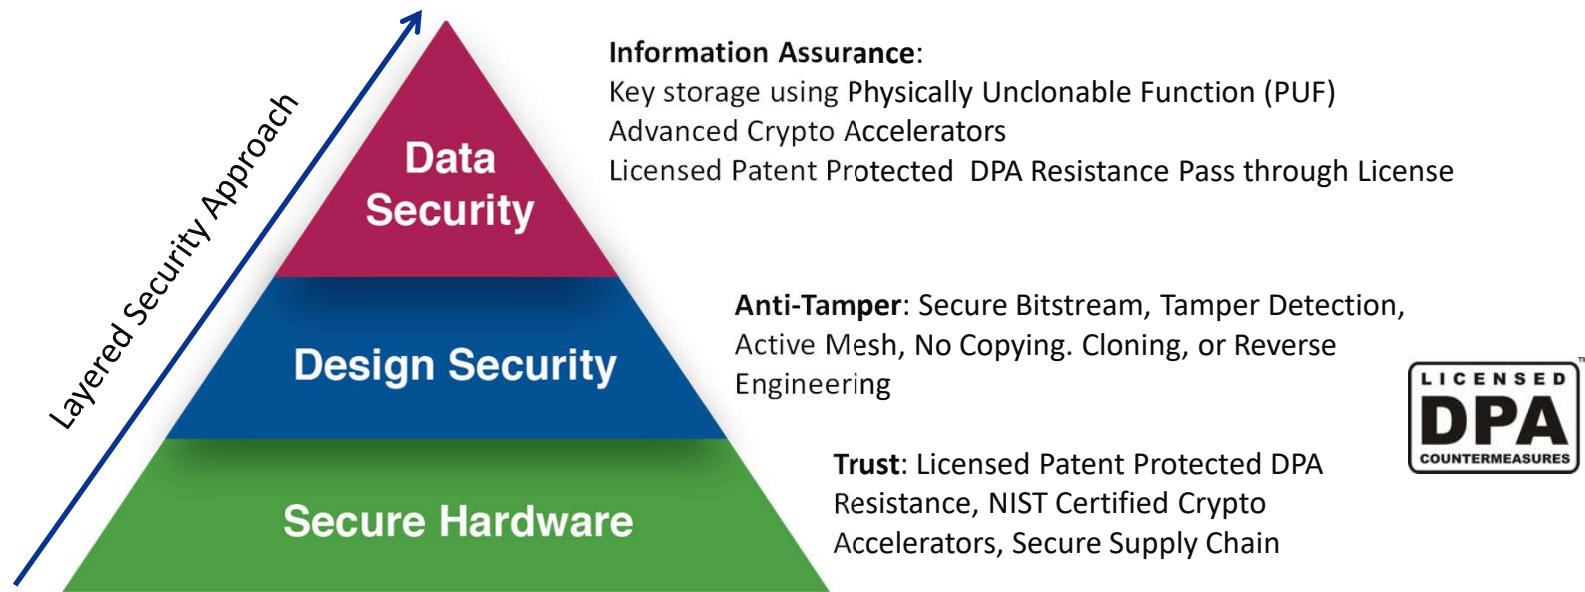 Layered Security Approach
Data
Security
Information Assurance:
Key storage using Physically Unclonable Function (PUF)
Advanced Crypto Accelerators
Licensed Patent Protected  DPA Resistance Pass through License
Design Security
Anti-Tamper: Secure Bitstream, Tamper Detection,
Active Mesh, No Copying. Cloning, or Reverse
Engineering
Secure Hardware
Trust: Licensed Patent Protected DPA
Resistance, NIST Certified Crypto
Accelerators, Secure Supply Chain
LICENSED
DPA
COUNTERMEASURES
TM